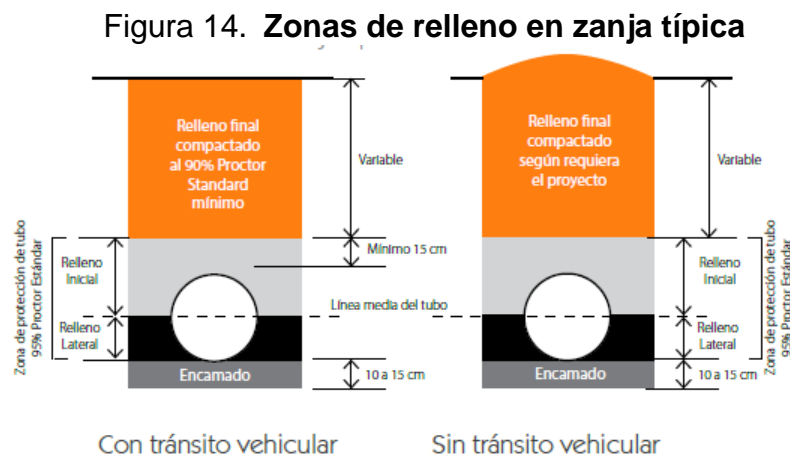 Figura 14. Zonas de relleno en zanja típica
Relleno final
compactado
al 90% Proctor
Standard
mínimo
Variable
Mínimo 15 cm
Zona de protección de tubo
95% Proctor Estándar
Relleno
Inicial
Relleno
Lateral
Línea media del tubo
Encamado
10 a 15 cm
Con tránsito vehicular
Relleno final
compactado
según requiera
el proyecto
Variable
Relleno
Inicial
Relleno
Lateral
Zona de protección de tubo
95% Proctor Estándar
Encamado
10 a 15 cm
Sin tránsito vehicular